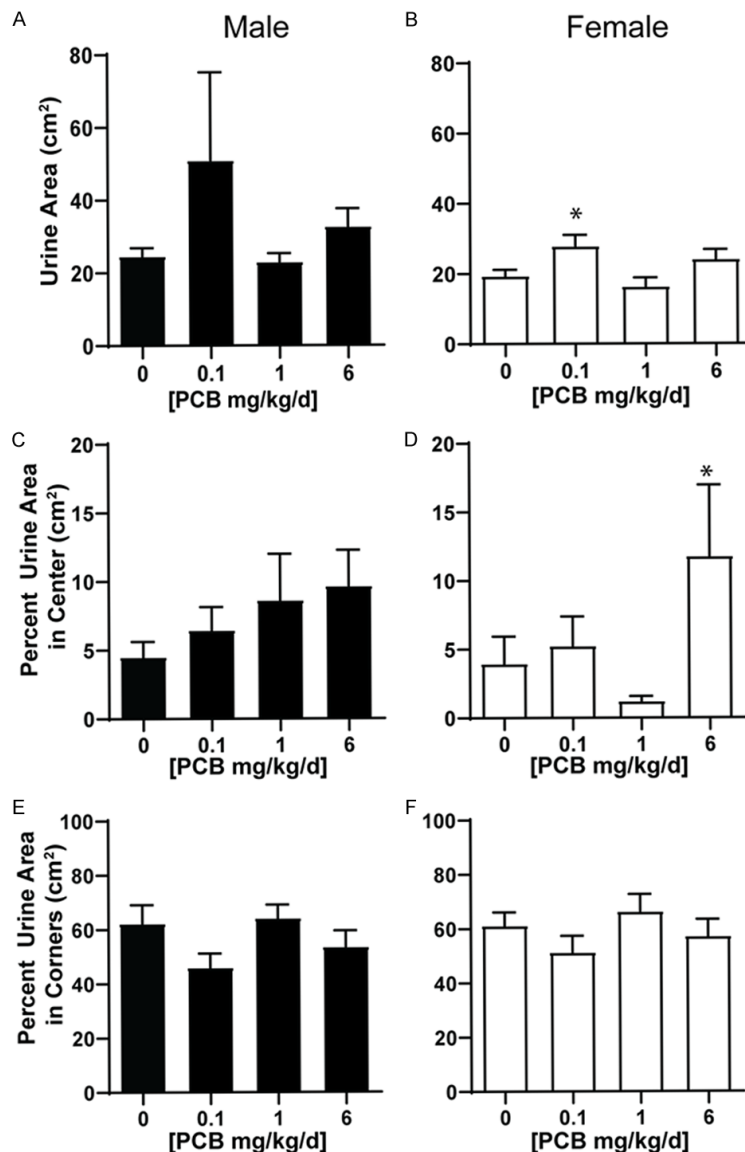 A
Male
B
Female
Urine Area (cm²)
80
60
40
20
0
0 0.1 1 6
[PCB mg/kg/d]
80
60
40
20
0
*
0 0.1 1 6
[PCB mg/kg/d]
C
Percent Urine Area
in Center (cm²)
20
15
10
5
0
0 0.1 1 6
[PCB mg/kg/d]
D
20
15
10
5
0
*
0 0.1 1 6
[PCB mg/kg/d]
E
Percent Urine Area
in Corners (cm²)
100
80
60
40
20
0
0 0.1 1 6
[PCB mg/kg/d]
F
100
80
60
40
20
0
0 0.1 1 6
[PCB mg/kg/d]